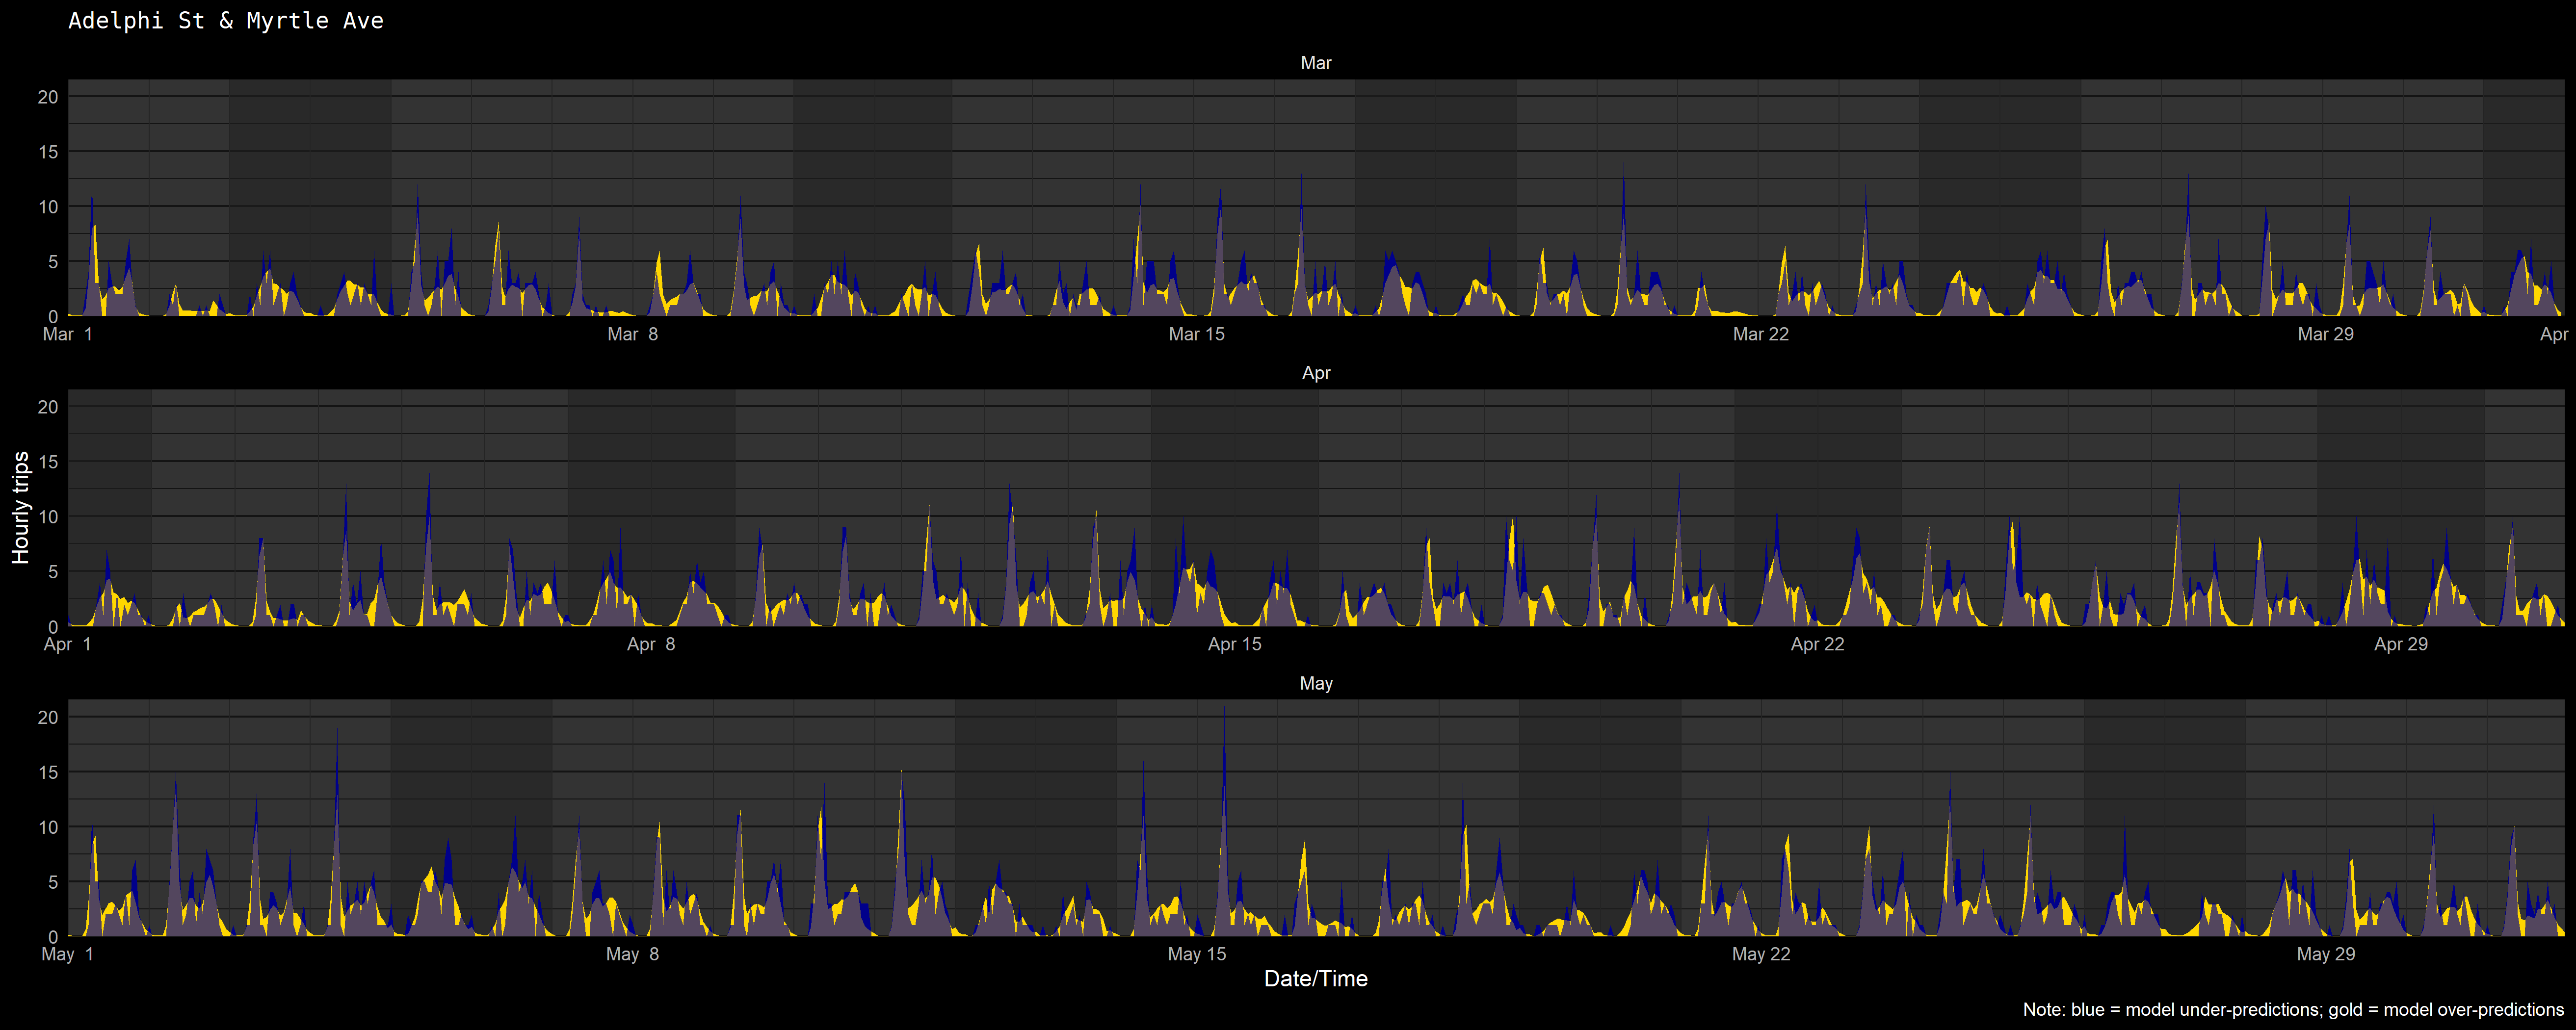 Adelphi St & Myrtle Ave
Mar
20
15
10
5
0
Mar 1
Mar 8
Mar 15
Mar 22
Mar 29
Apr
Apr
20
15
10
5
0
Apr 1
Apr 8
Apr 15
Apr 22
Apr 29
Hourly trips
May
20
15
10
5
0
May 1
May 8
May 15
May 22
May 29
Date/Time
Note: blue = model under-predictions; gold = model over-predictions